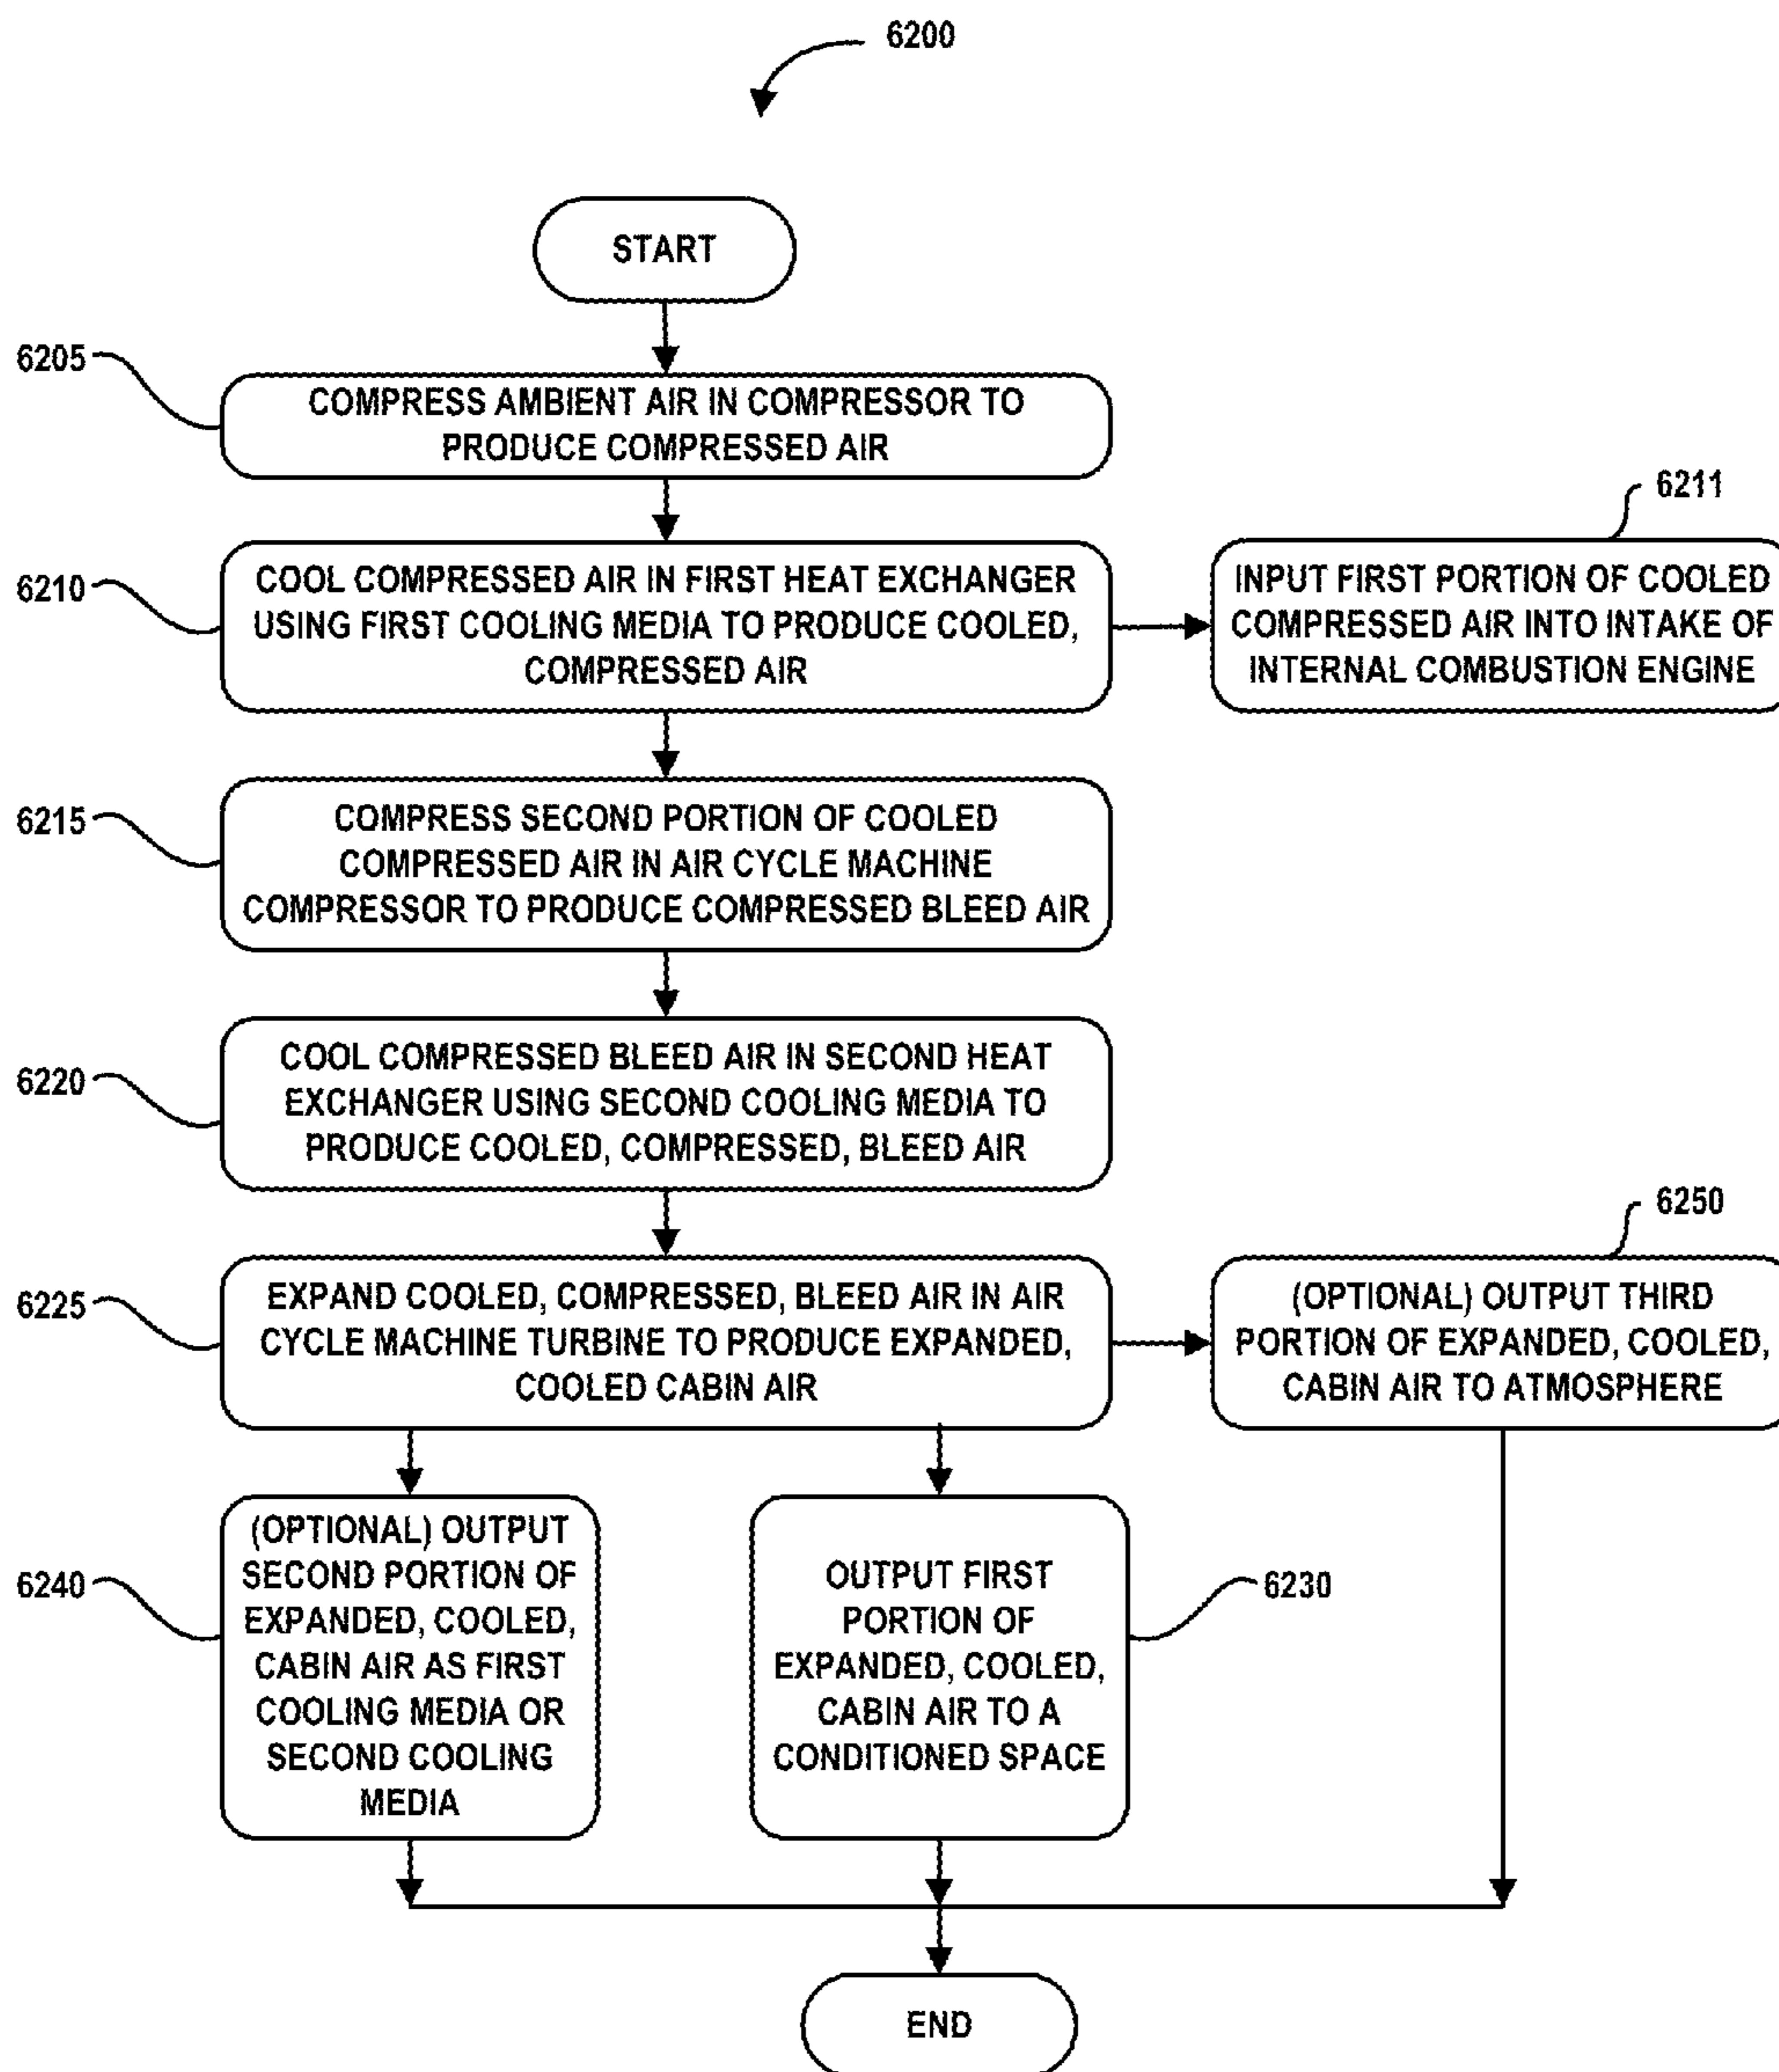 6200
START
6205
COMPRESS AMBIENT AIR IN COMPRESSOR TO
PRODUCE COMPRESSED AIR
6210
COOL COMPRESSED AIR IN FIRST HEAT EXCHANGER
USING FIRST COOLING MEDIA TO PRODUCE COOLED,
COMPRESSED AIR
6211
INPUT FIRST PORTION OF COOLED
COMPRESSED AIR INTO INTAKE OF
INTERNAL COMBUSTION ENGINE
6215
COMPRESS SECOND PORTION OF COOLED
COMPRESSED AIR IN AIR CYCLE MACHINE
COMPRESSOR TO PRODUCE COMPRESSED BLEED AIR
6220
COOL COMPRESSED BLEED AIR IN SECOND HEAT
EXCHANGER USING SECOND COOLING MEDIA TO
PRODUCE COOLED, COMPRESSED, BLEED AIR
6225
EXPAND COOLED, COMPRESSED, BLEED AIR IN AIR
CYCLE MACHINE TURBINE TO PRODUCE EXPANDED,
COOLED CABIN AIR
6250
(OPTIONAL) OUTPUT THIRD
PORTION OF EXPANDED, COOLED,
CABIN AIR TO ATMOSPHERE
6240
(OPTIONAL) OUTPUT
SECOND PORTION OF
EXPANDED, COOLED,
CABIN AIR AS FIRST
COOLING MEDIA OR
SECOND COOLING
MEDIA
OUTPUT FIRST
PORTION OF
EXPANDED, COOLED,
CABIN AIR TO A
CONDITIONED SPACE
6230
END